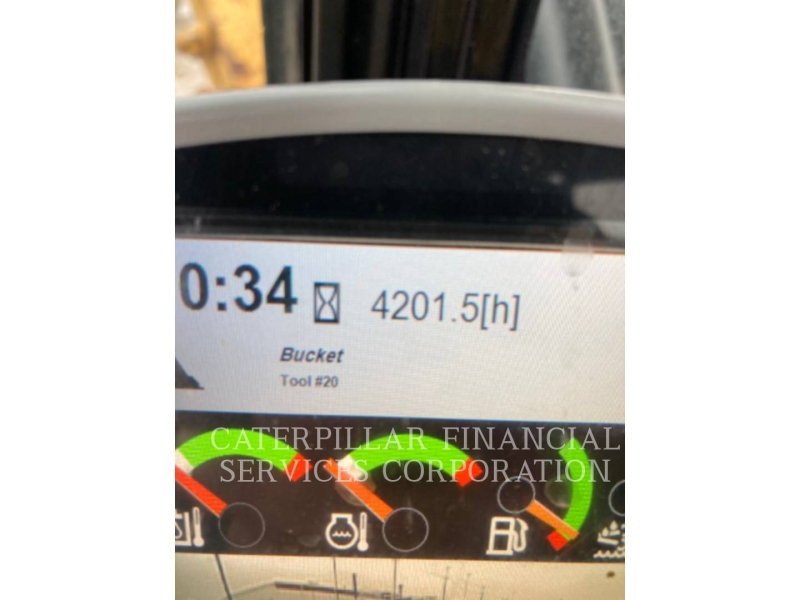 0:34 4201.5[h]
Bucket
Tool #20
CATERPILLAR FINANCIAL
SERVICES CORPORATION